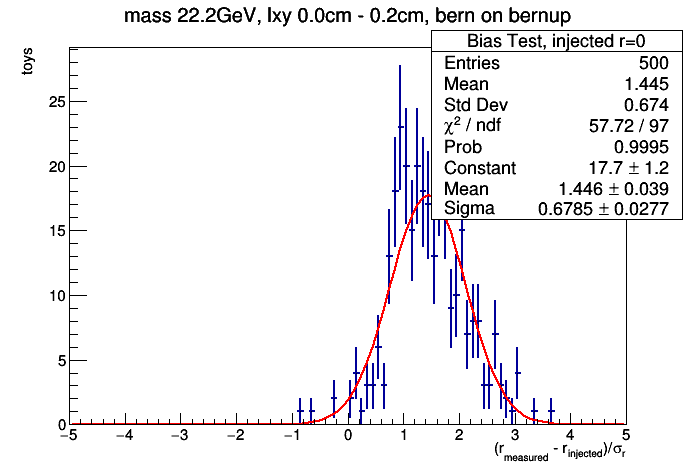 mass 22.2GeV, lxy 0.0cm - 0.2cm, bern on bernup
Bias Test, injected r=0
Entries 500
Mean 1.445
Std Dev 0.674
χ² / ndf 57.72 / 97
Prob 0.9995
Constant 17.7 ± 1.2
Mean 1.446 ± 0.039
Sigma 0.6785 ± 0.0277
toys
25
20
15
10
5
0
−5 −4 −3 −2 −1 0 1 2 3 4 5
(r_measured - r_injected)/σ_r